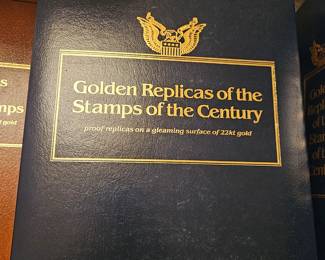 Golden Replicas of the
Stamps of the Century
proof replicas on a gleaming surface of 22kt gold